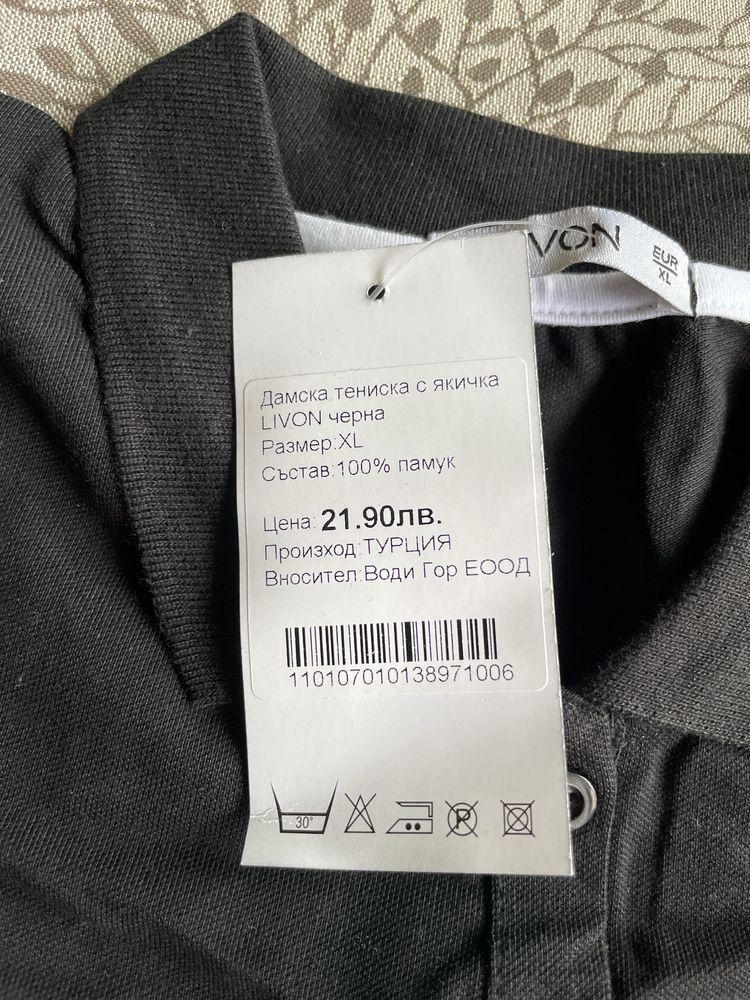 VON
EUR
XL
Дамска тениска с якичка
LIVON черна
Размер:XL
Състав:100% памук
Цена: 21.90лв.
Произход:ТУРЦИЯ
Вносител:Води Гор ЕООД
110107010138971006
30°
P